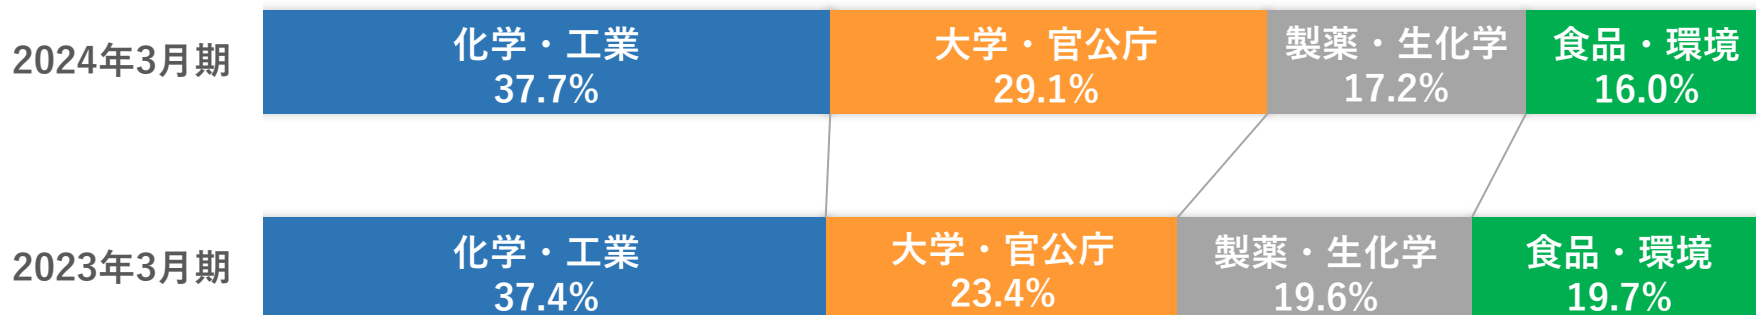 2024年3月期
化学・工業
37.7%
大学・官公庁
29.1%
製薬・生化学
17.2%
食品・環境
16.0%
2023年3月期
化学・工業
37.4%
大学・官公庁
23.4%
製薬・生化学
19.6%
食品・環境
19.7%